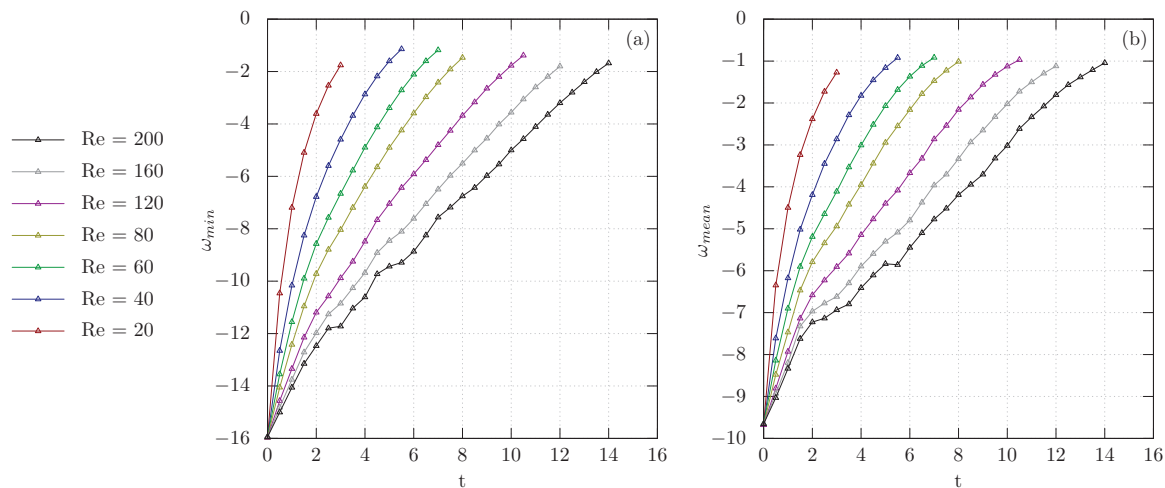 Re = 200
Re = 160
Re = 120
Re = 80
Re = 60
Re = 40
Re = 20
(a)
0
−2
−4
−6
−8
−10
−12
−14
−16
ω_min
0 2 4 6 8 10 12 14 16
t
(b)
0
−1
−2
−3
−4
−5
−6
−7
−8
−9
−10
ω_mean
0 2 4 6 8 10 12 14 16
t